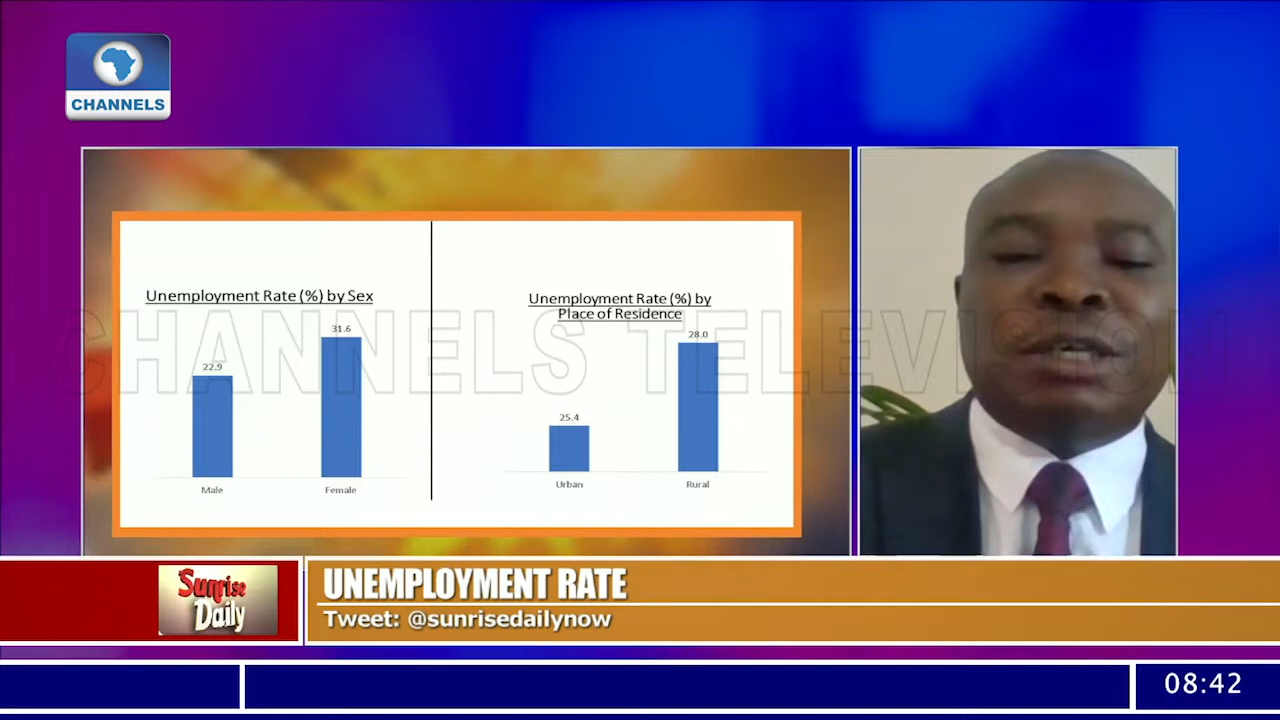 CHANNELS
Unemployment Rate (%) by Sex
31.6
22.9
Male
Female
Unemployment Rate (%) by
Place of Residence
28.0
25.4
Urban
Rural
CHANNELS TELEVISION
Sunrise
Daily
UNEMPLOYMENT RATE
Tweet: @sunrisedailynow
08:42